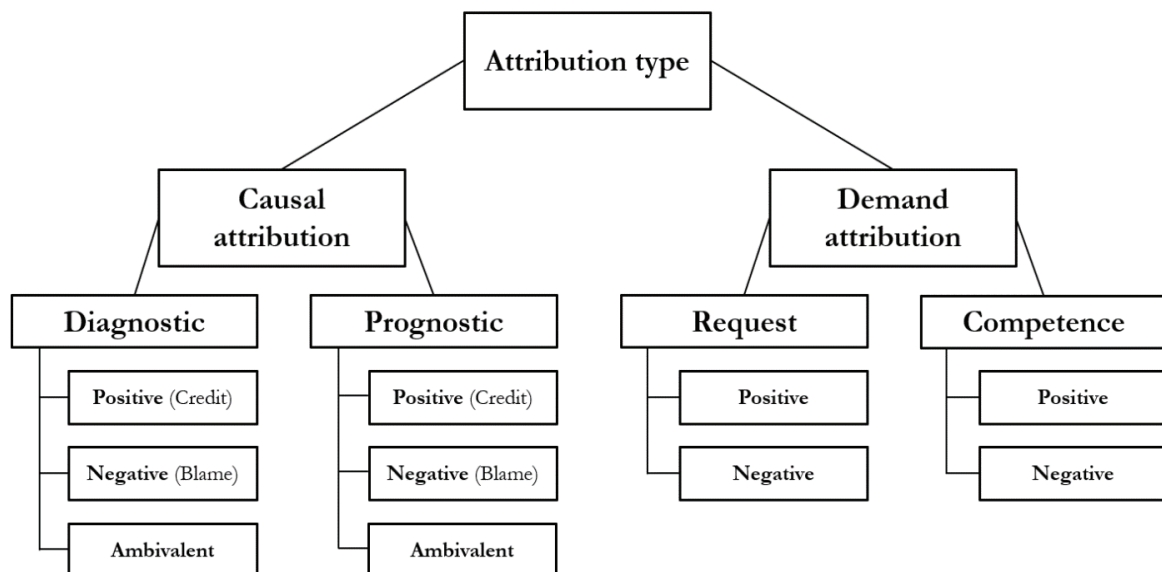 Attribution type
Causal
attribution
Demand
attribution
Diagnostic
Prognostic
Request
Competence
Positive (Credit)
Positive (Credit)
Positive
Positive
Negative (Blame)
Negative (Blame)
Negative
Negative
Ambivalent
Ambivalent